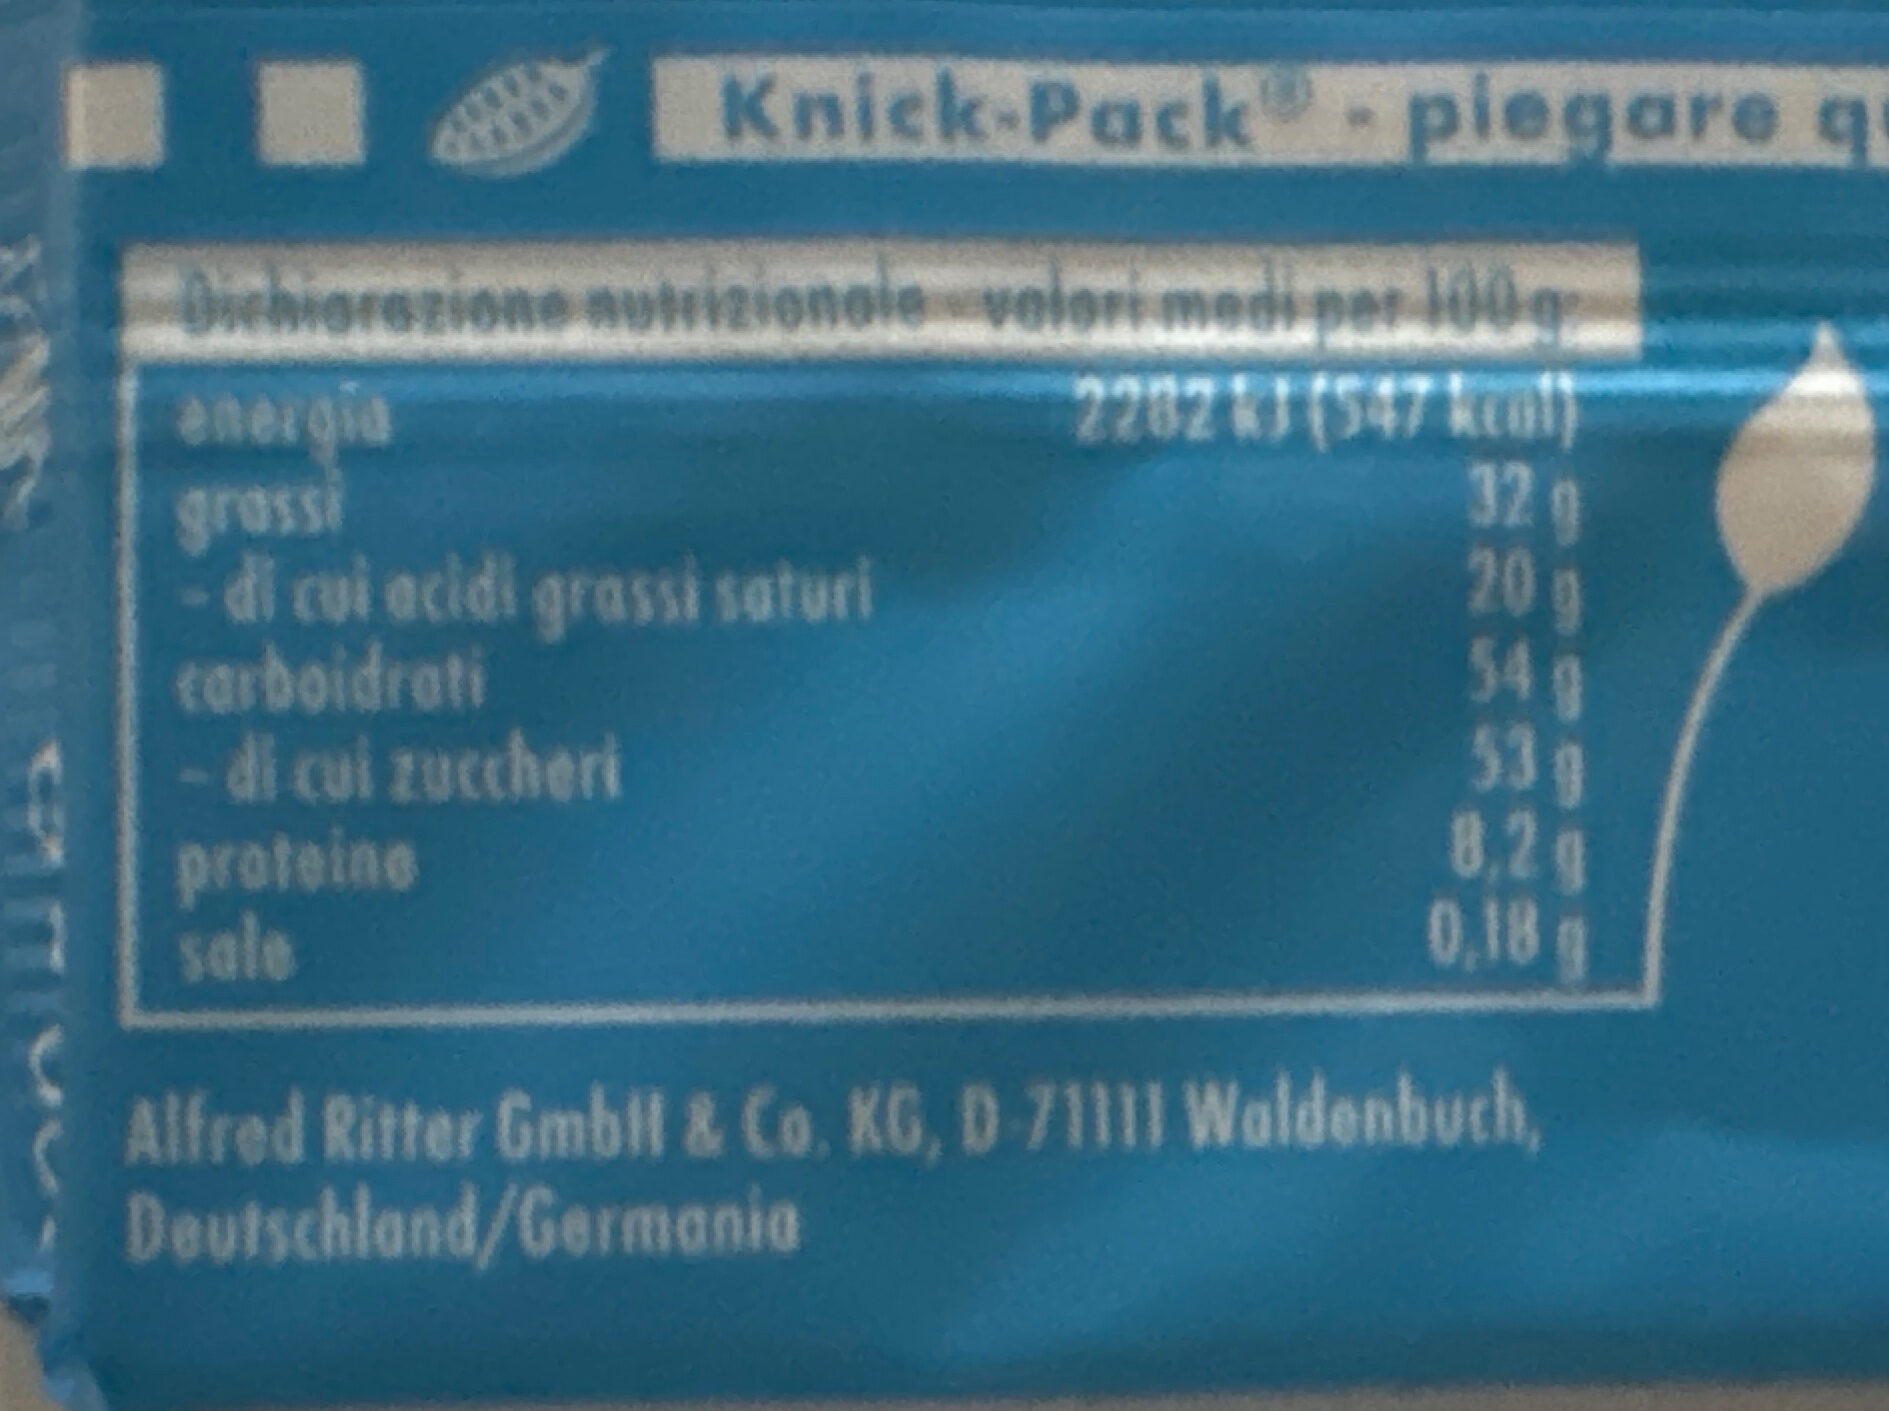 Knick-Pack® - piegare qu
Dichiarazione nutrizionale - valori medi per 100 g:
energia 2282 kJ (547 kcal)
grassi 32 g
- di cui acidi grassi saturi 20 g
carboidrati 54 g
- di cui zuccheri 53 g
proteine 8,2 g
sale 0,18 g
Alfred Ritter GmbH & Co. KG, D-71111 Waldenbuch,
Deutschland/Germania